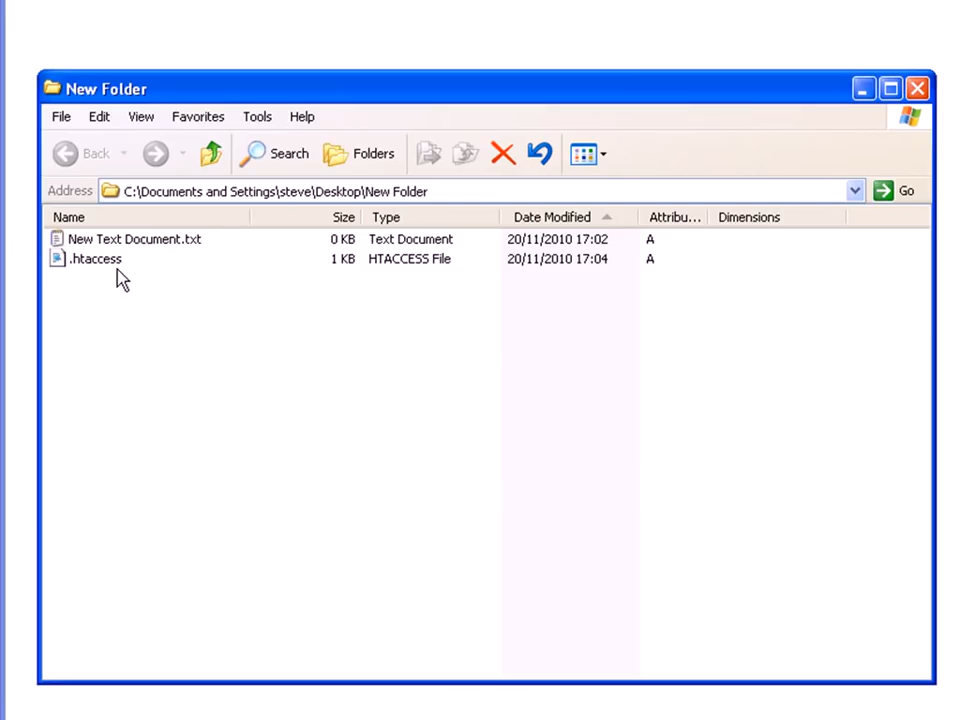 New Folder
File Edit View Favorites Tools Help
Back Search Folders
Address C:\Documents and Settings\steve\Desktop\New Folder Go
Name Size Type Date Modified Attribu... Dimensions
New Text Document.txt 0 KB Text Document 20/11/2010 17:02 A
.htaccess 1 KB HTACCESS File 20/11/2010 17:04 A